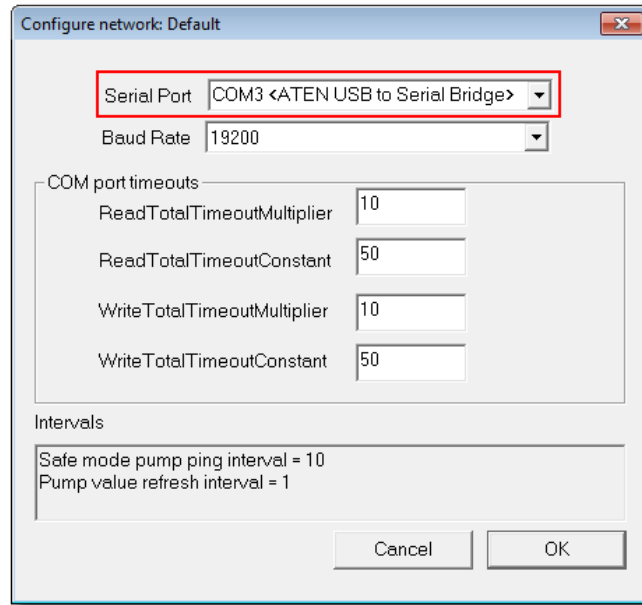 Configure network: Default
Serial Port COM3 <ATEN USB to Serial Bridge>
Baud Rate 19200
COM port timeouts
ReadTotalTimeoutMultiplier 10
ReadTotalTimeoutConstant 50
WriteTotalTimeoutMultiplier 10
WriteTotalTimeoutConstant 50
Intervals
Safe mode pump ping interval = 10
Pump value refresh interval = 1
Cancel OK